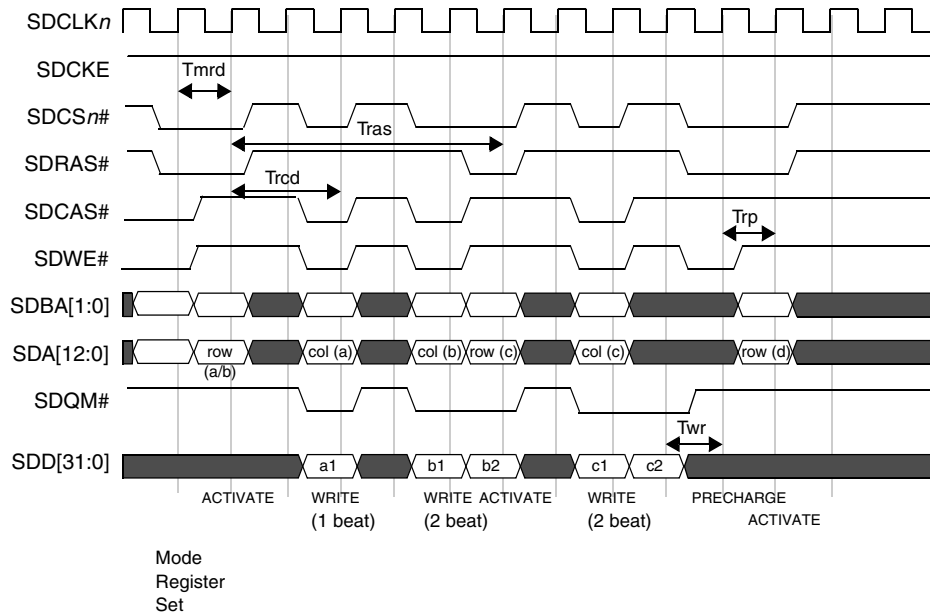 SDCLKn
SDCKE
Tmrd
SDCSn#
Tras
SDRAS#
Trcd
SDCAS#
Trp
SDWE#
SDBA[1:0]
SDA[12:0] row (a/b) col (a) col (b) row (c) col (c) row (d)
SDQM#
Twr
SDD[31:0] a1 b1 b2 c1 c2
ACTIVATE WRITE WRITE ACTIVATE WRITE PRECHARGE
(1 beat) (2 beat) (2 beat) ACTIVATE
Mode
Register
Set